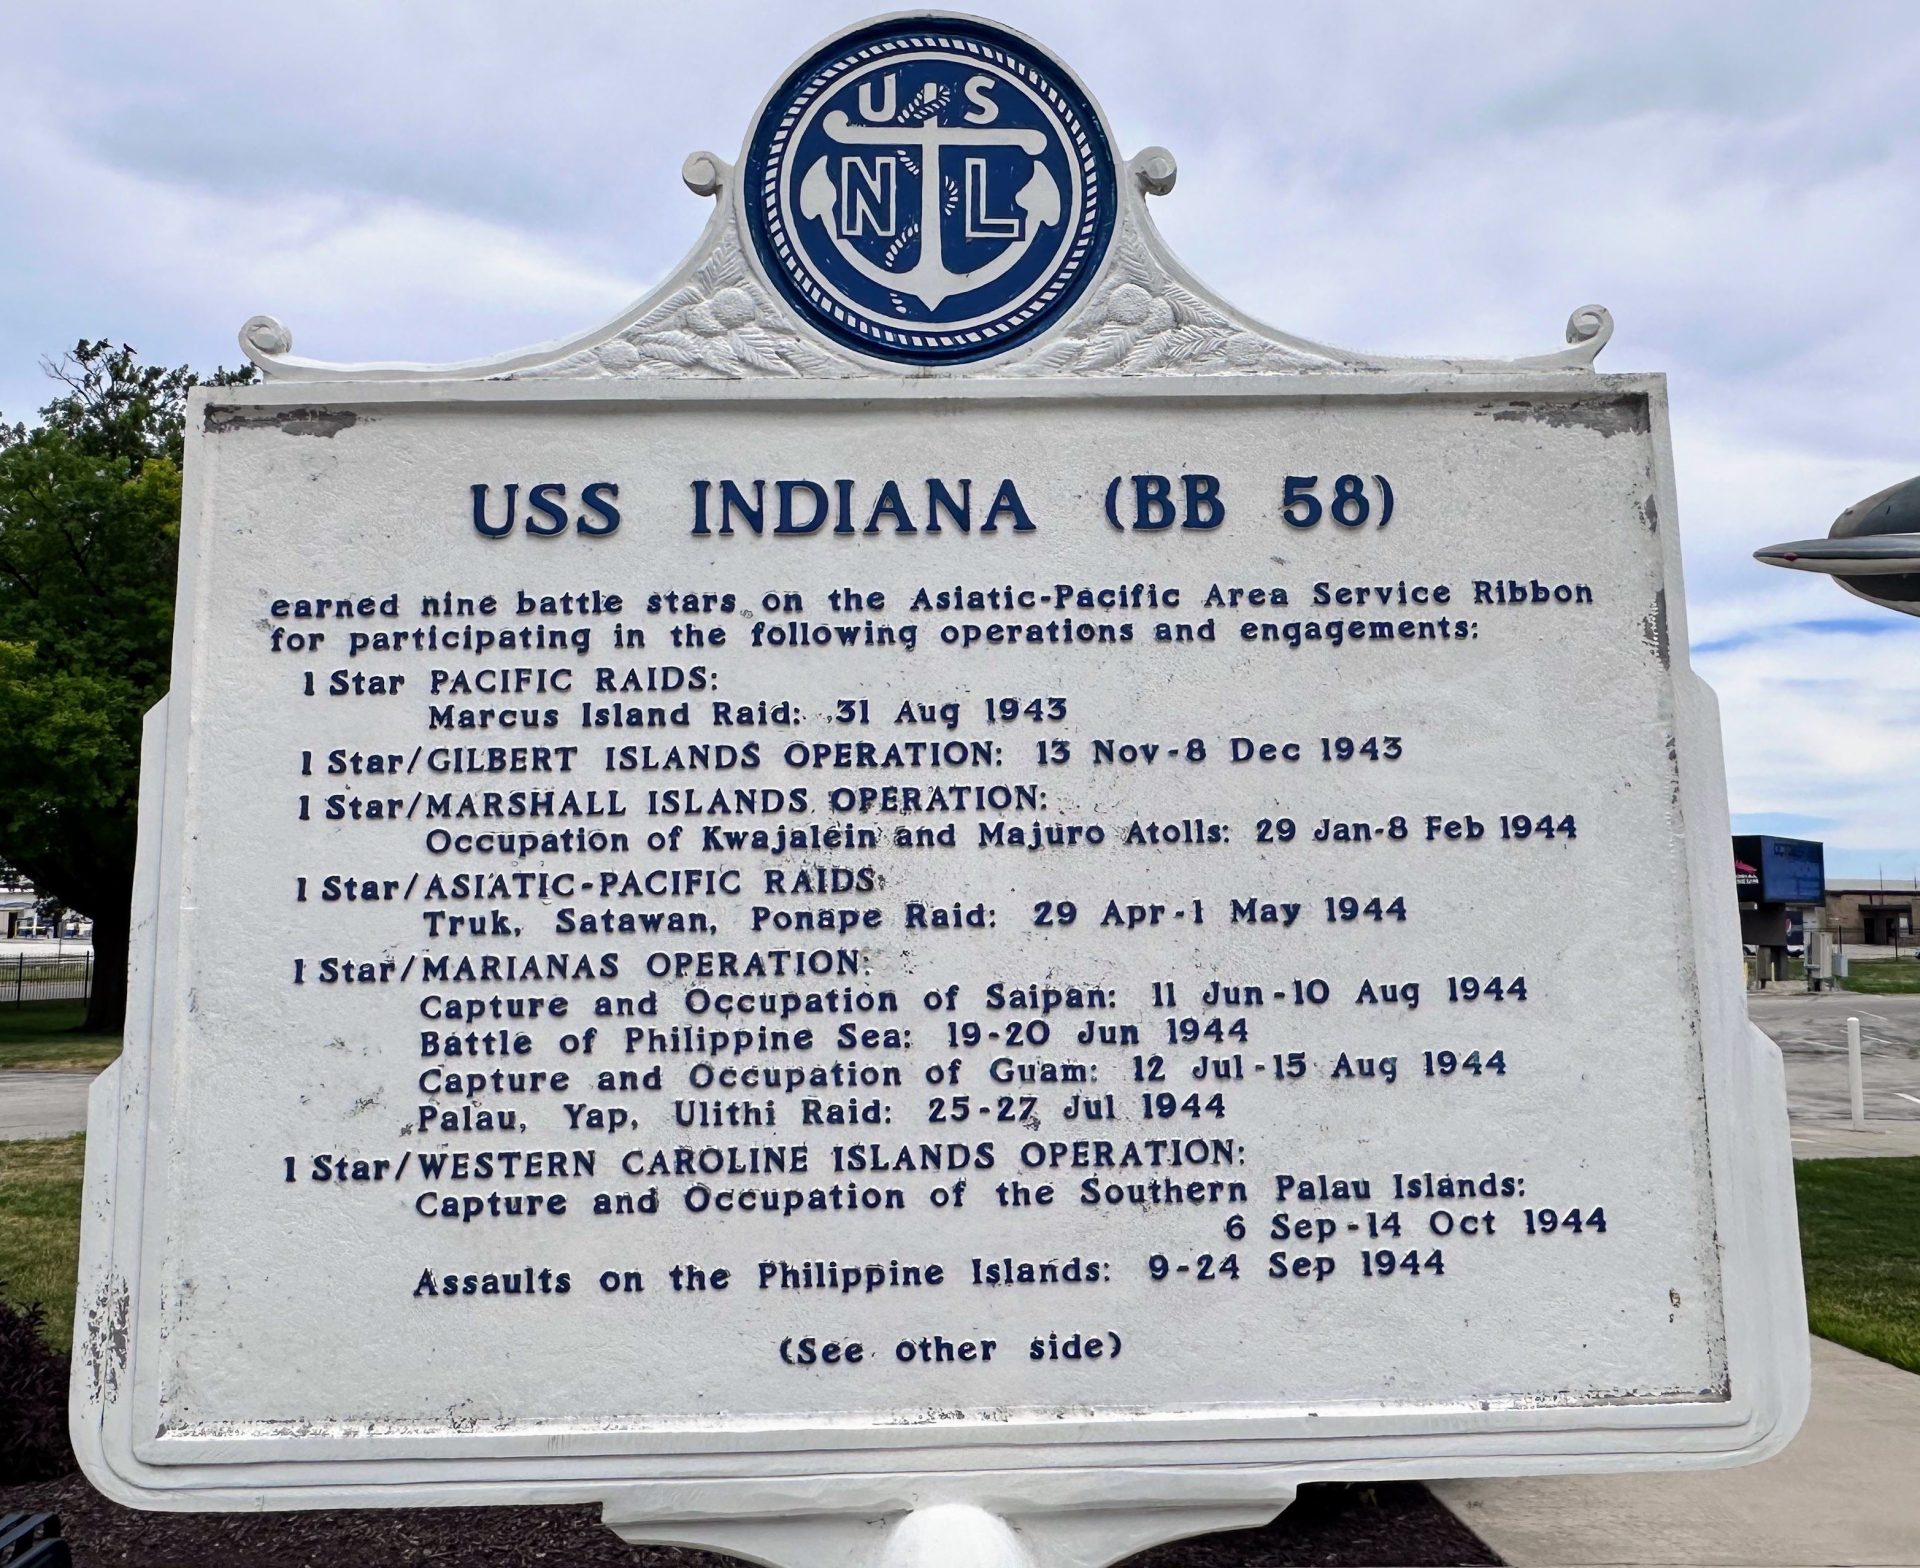 U S
N L
USS INDIANA (BB 58)
earned nine battle stars on the Asiatic-Pacific Area Service Ribbon
for participating in the following operations and engagements:
1 Star PACIFIC RAIDS:
Marcus Island Raid: 31 Aug 1943
1 Star/GILBERT ISLANDS OPERATION: 13 Nov-8 Dec 1943
1 Star/MARSHALL ISLANDS OPERATION:
Occupation of Kwajalein and Majuro Atolls: 29 Jan-8 Feb 1944
1 Star/ASIATIC-PACIFIC RAIDS:
Truk, Satawan, Ponape Raid: 29 Apr-1 May 1944
1 Star/MARIANAS OPERATION:
Capture and Occupation of Saipan: 11 Jun-10 Aug 1944
Battle of Philippine Sea: 19-20 Jun 1944
Capture and Occupation of Guam: 12 Jul-15 Aug 1944
Palau, Yap, Ulithi Raid: 25-27 Jul 1944
1 Star/WESTERN CAROLINE ISLANDS OPERATION:
Capture and Occupation of the Southern Palau Islands:
6 Sep-14 Oct 1944
Assaults on the Philippine Islands: 9-24 Sep 1944
(See other side)